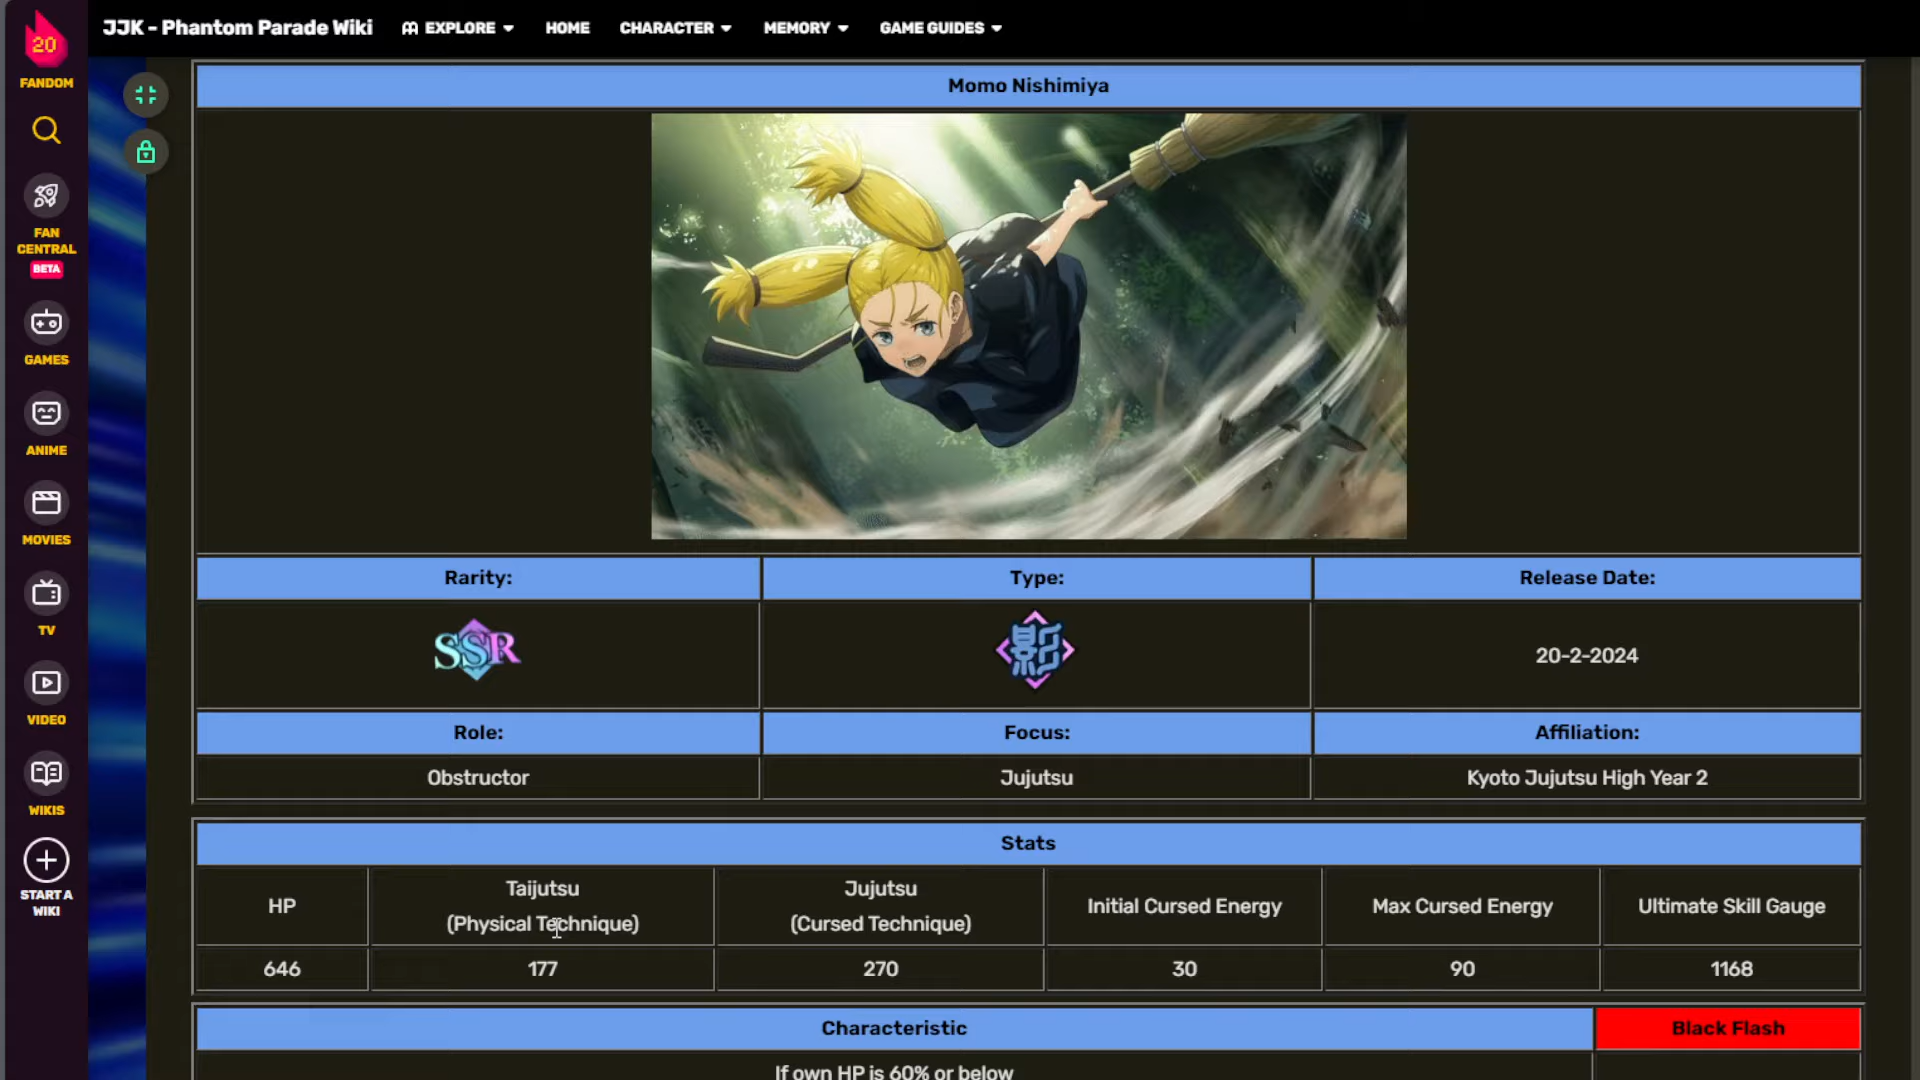 JJK - Phantom Parade Wiki
EXPLORE
HOME
CHARACTER
MEMORY
GAME GUIDES
20
FANDOM
FAN
CENTRAL
BETA
GAMES
ANIME
MOVIES
TV
VIDEO
WIKIS
START A
WIKI
Momo Nishimiya
Rarity:
Type:
Release Date:
SSR
影
20-2-2024
Role:
Focus:
Affiliation:
Obstructor
Jujutsu
Kyoto Jujutsu High Year 2
Stats
HP
Taijutsu
(Physical Technique)
Jujutsu
(Cursed Technique)
Initial Cursed Energy
Max Cursed Energy
Ultimate Skill Gauge
646
177
270
30
90
1168
Characteristic
Black Flash
If own HP is 60% or below